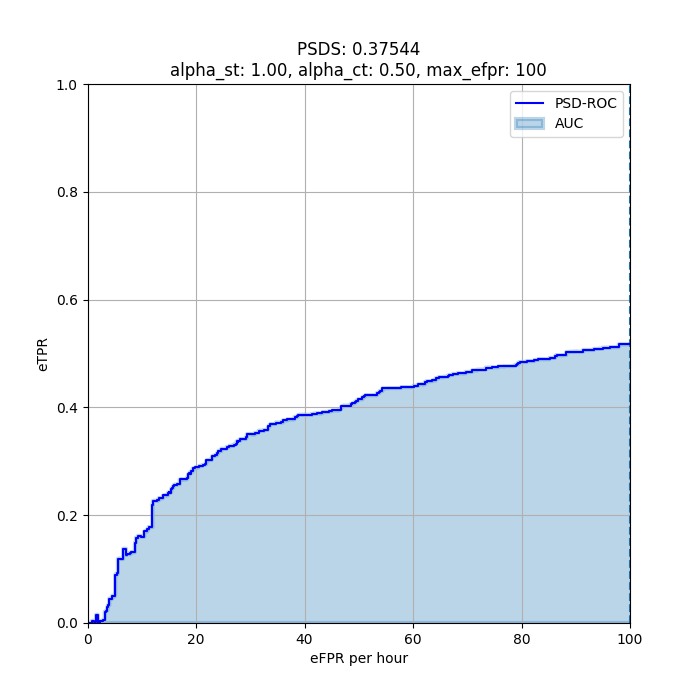 PSDS: 0.37544
alpha_st: 1.00, alpha_ct: 0.50, max_efpr: 100
PSD-ROC
AUC
1.0
0.8
0.6
0.4
0.2
0.0
eTPR
0 20 40 60 80 100
eFPR per hour